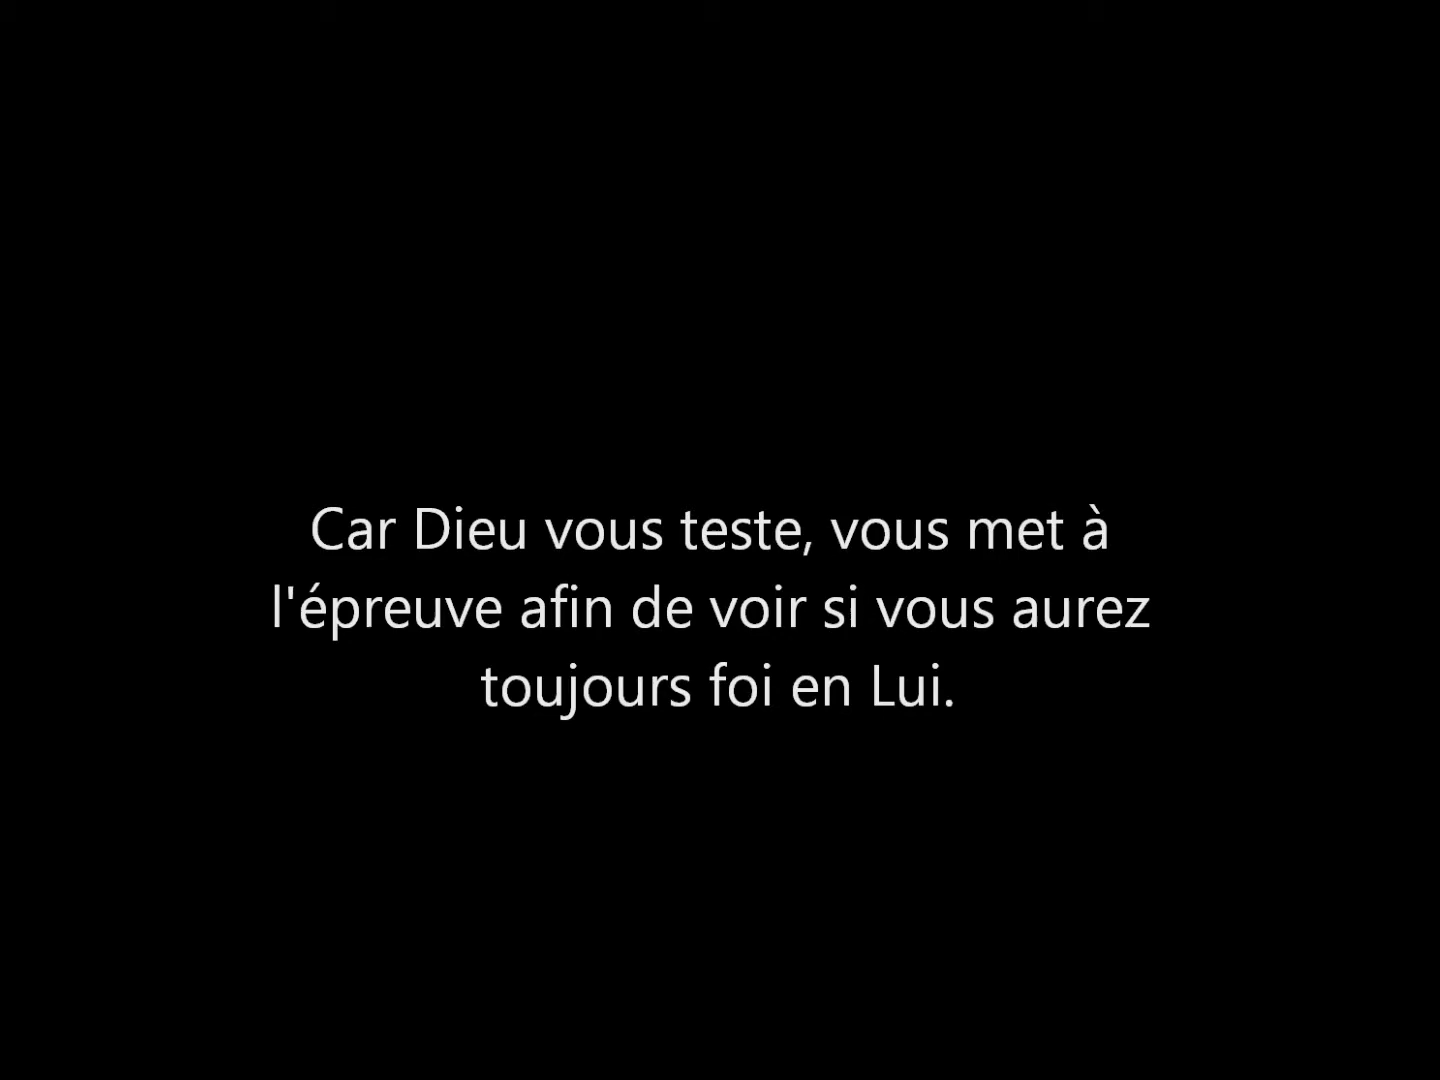 Car Dieu vous teste, vous met à
l'épreuve afin de voir si vous aurez
toujours foi en Lui.